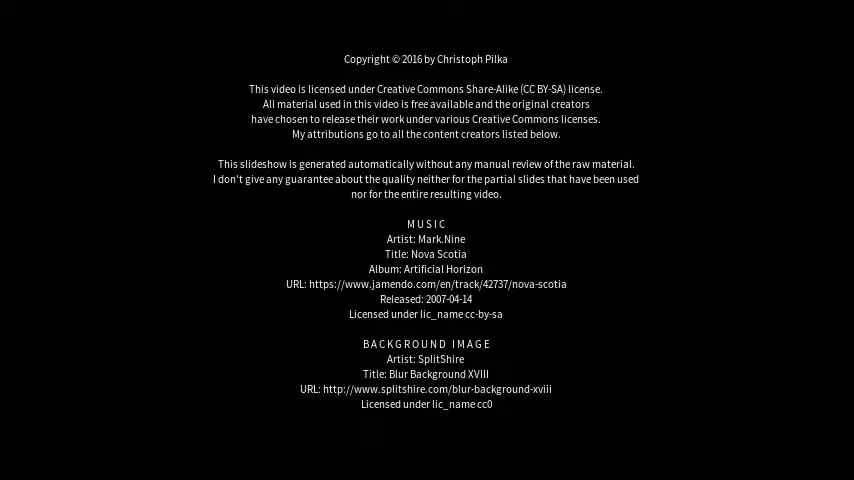 Copyright © 2016 by Christoph Pilka
This video is licensed under Creative Commons Share-Alike (CC BY-SA) license.
All material used in this video is free available and the original creators
have chosen to release their work under various Creative Commons licenses.
My attributions go to all the content creators listed below.
This slideshow is generated automatically without any manual review of the raw material.
I don't give any guarantee about the quality neither for the partial slides that have been used
nor for the entire resulting video.
MUSIC
Artist: Mark.Nine
Title: Nova Scotia
Album: Artificial Horizon
URL: https://www.jamendo.com/en/track/42737/nova-scotia
Released: 2007-04-14
Licensed under lic_name cc-by-sa
BACKGROUND IMAGE
Artist: SplitShire
Title: Blur Background XVIII
URL: http://www.splitshire.com/blur-background-xviii
Licensed under lic_name cc0